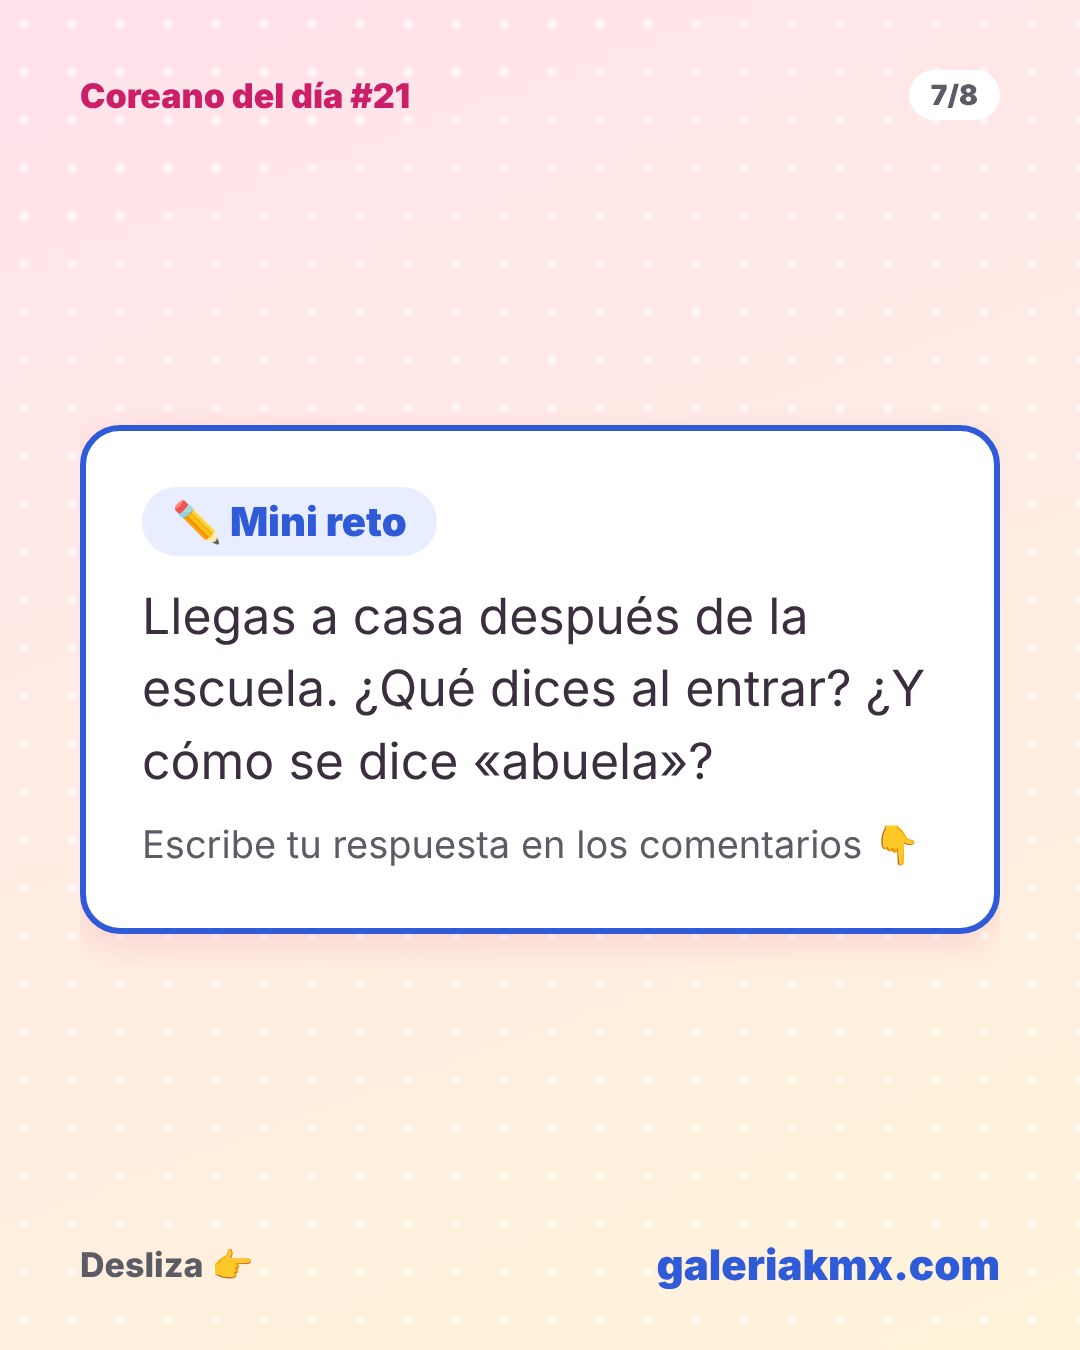 Coreano del día #21
7/8
✏️ Mini reto
Llegas a casa después de la
escuela. ¿Qué dices al entrar? ¿Y
cómo se dice «abuela»?
Escribe tu respuesta en los comentarios 👇
Desliza 👉
galeriakmx.com